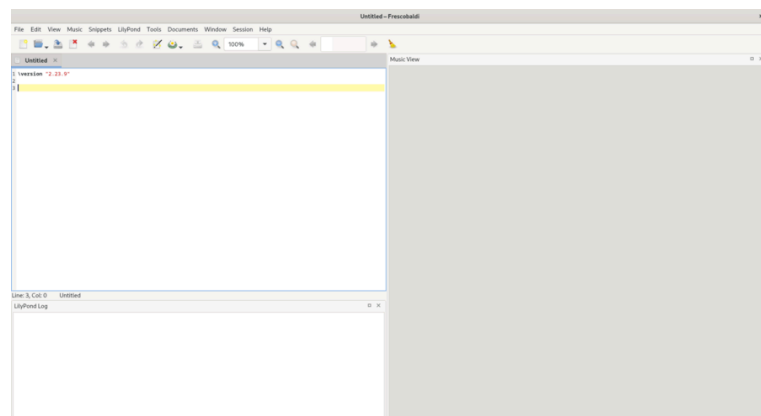 Untitled – Frescobaldi
File Edit View Music Snippets LilyPond Tools Documents Window Session Help
100%
Untitled
Music View
1 \version "2.23.9"
2
3
Line: 3, Col: 0 Untitled
LilyPond Log